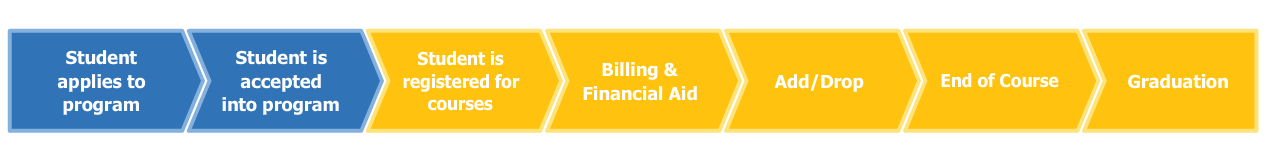 Student
applies to
program
Student is
accepted
into program
Student is
registered for
courses
Billing &
Financial Aid
Add/Drop
End of Course
Graduation